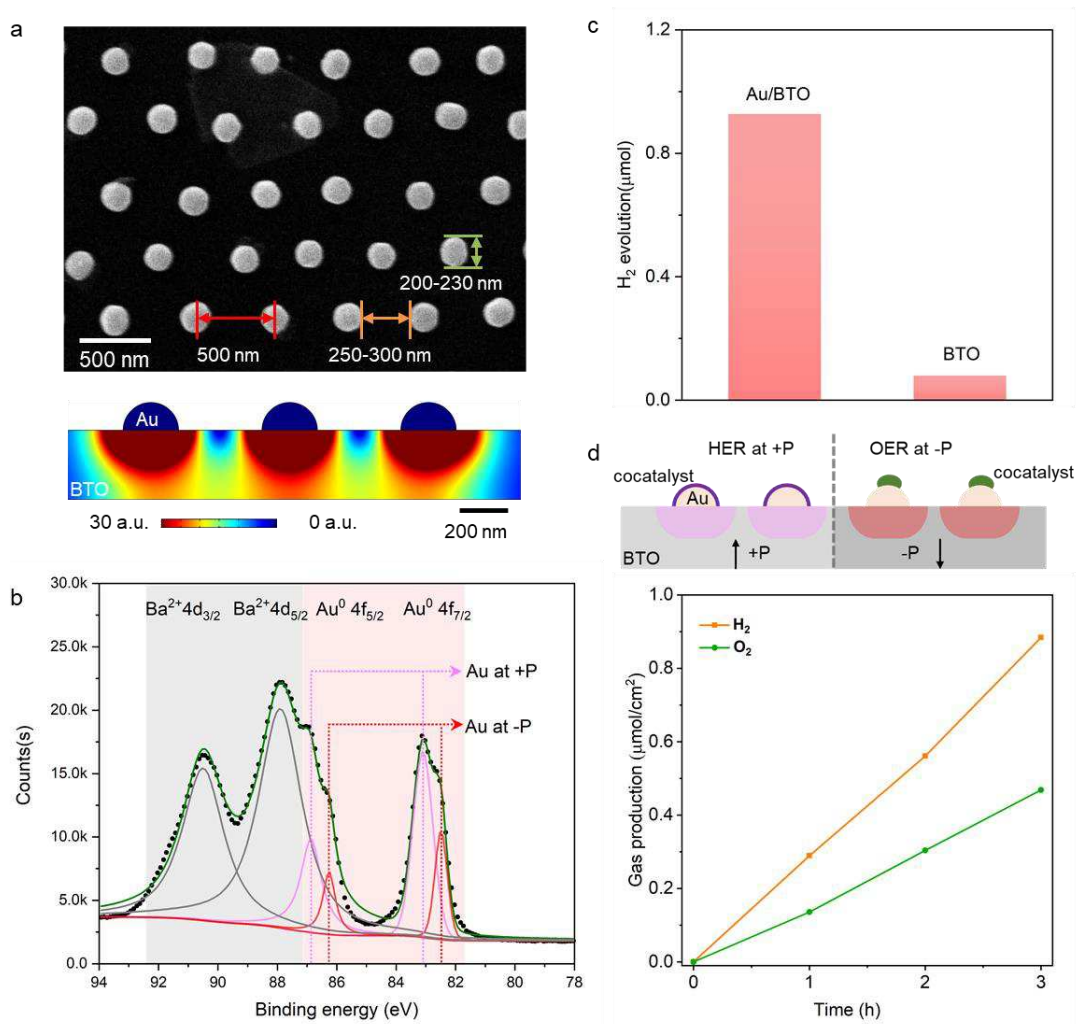 a
200-230 nm
500 nm
500 nm
250-300 nm
Au
BTO
30 a.u.
0 a.u.
200 nm
b
30.0k
25.0k
20.0k
15.0k
10.0k
5.0k
0.0
Counts(s)
Ba²⁺4d₃/₂
Ba²⁺4d₅/₂
Au⁰ 4f₅/₂
Au⁰ 4f₇/₂
Au at +P
Au at -P
94 92 90 88 86 84 82 80 78
Binding energy (eV)
c
1.2
0.8
0.4
0.0
H₂ evolution(μmol)
Au/BTO
BTO
d
HER at +P
OER at -P
cocatalyst
cocatalyst
Au
BTO
+P
-P
1.0
0.8
0.6
0.4
0.2
0.0
Gas production (μmol/cm²)
H₂
O₂
0 1 2 3
Time (h)